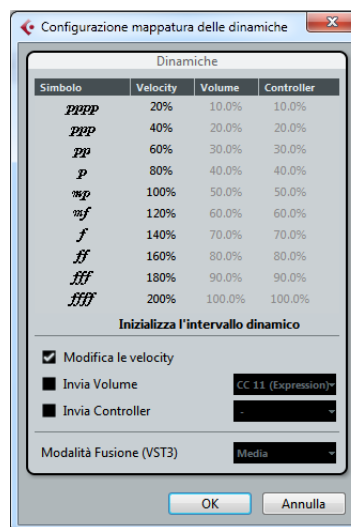 Configurazione mappatura delle dinamiche
Dinamiche
Simbolo Velocity Volume Controller
pppp 20% 10.0% 10.0%
ppp 40% 20.0% 20.0%
pp 60% 30.0% 30.0%
p 80% 40.0% 40.0%
mp 100% 50.0% 50.0%
mf 120% 60.0% 60.0%
f 140% 70.0% 70.0%
ff 160% 80.0% 80.0%
fff 180% 90.0% 90.0%
ffff 200% 100.0% 100.0%
Inizializza l'intervallo dinamico
Modifica le velocity
Invia Volume CC 11 (Expression)
Invia Controller -
Modalità Fusione (VST3) Media
OK Annulla